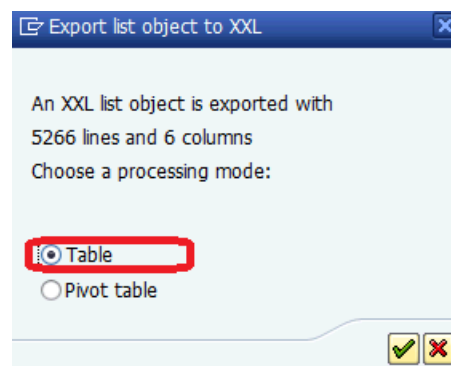 Export list object to XXL
An XXL list object is exported with
5266 lines and 6 columns
Choose a processing mode:
Table
Pivot table